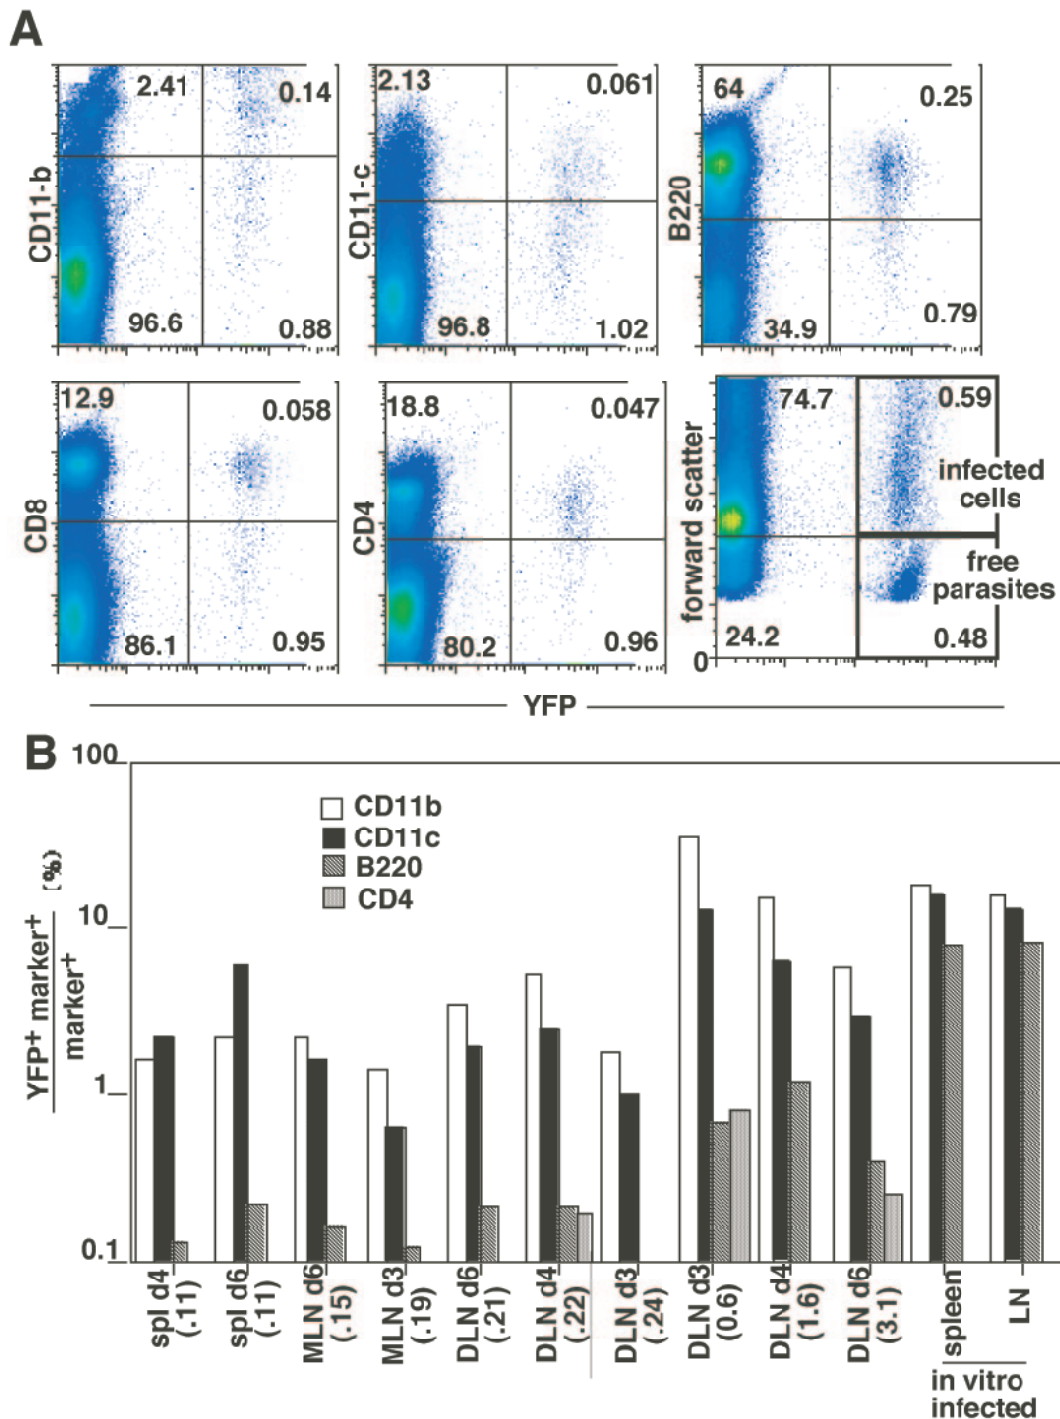 A
CD11-b
2.41
0.14
96.6
0.88
CD11-c
2.13
0.061
96.8
1.02
B220
64
0.25
34.9
0.79
CD8
12.9
0.058
86.1
0.95
CD4
18.8
0.047
80.2
0.96
forward scatter
0
74.7
0.59
infected
cells
free
parasites
24.2
0.48
YFP
B
YFP+ marker+
marker+
(%)
100
10
1
0.1
CD11b
CD11c
B220
CD4
spl d4
(.11)
spl d6
(.11)
MLN d6
(.15)
MLN d3
(.19)
DLN d6
(.21)
DLN d4
(.22)
DLN d3
(.24)
DLN d3
(0.6)
DLN d4
(1.6)
DLN d6
(3.1)
spleen
LN
in vitro
infected